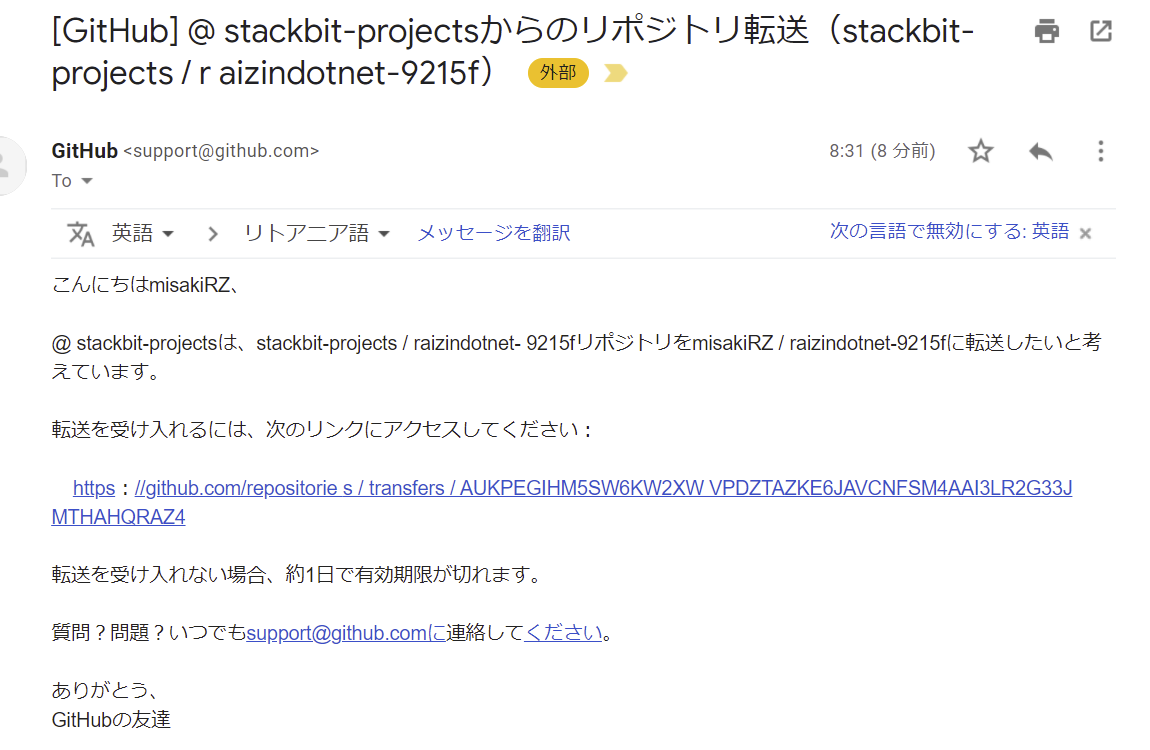 [GitHub] @ stackbit-projectsからのリポジトリ転送（stackbit-
projects / r aizindotnet-9215f） 外部
GitHub <support@github.com> 8:31 (8 分前)
To
英語 リトアニア語 メッセージを翻訳 次の言語で無効にする: 英語
こんにちはmisakiRZ、
@ stackbit-projectsは、stackbit-projects / raizindotnet- 9215fリポジトリをmisakiRZ / raizindotnet-9215fに転送したいと考
えています。
転送を受け入れるには、次のリンクにアクセスしてください：
https：//github.com/repositorie s / transfers / AUKPEGIHM5SW6KW2XW VPDZTAZKE6JAVCNFSM4AAI3LR2G33J
MTHAHQRAZ4
転送を受け入れない場合、約1日で有効期限が切れます。
質問？問題？いつでもsupport@github.comに連絡してください。
ありがとう、
GitHubの友達